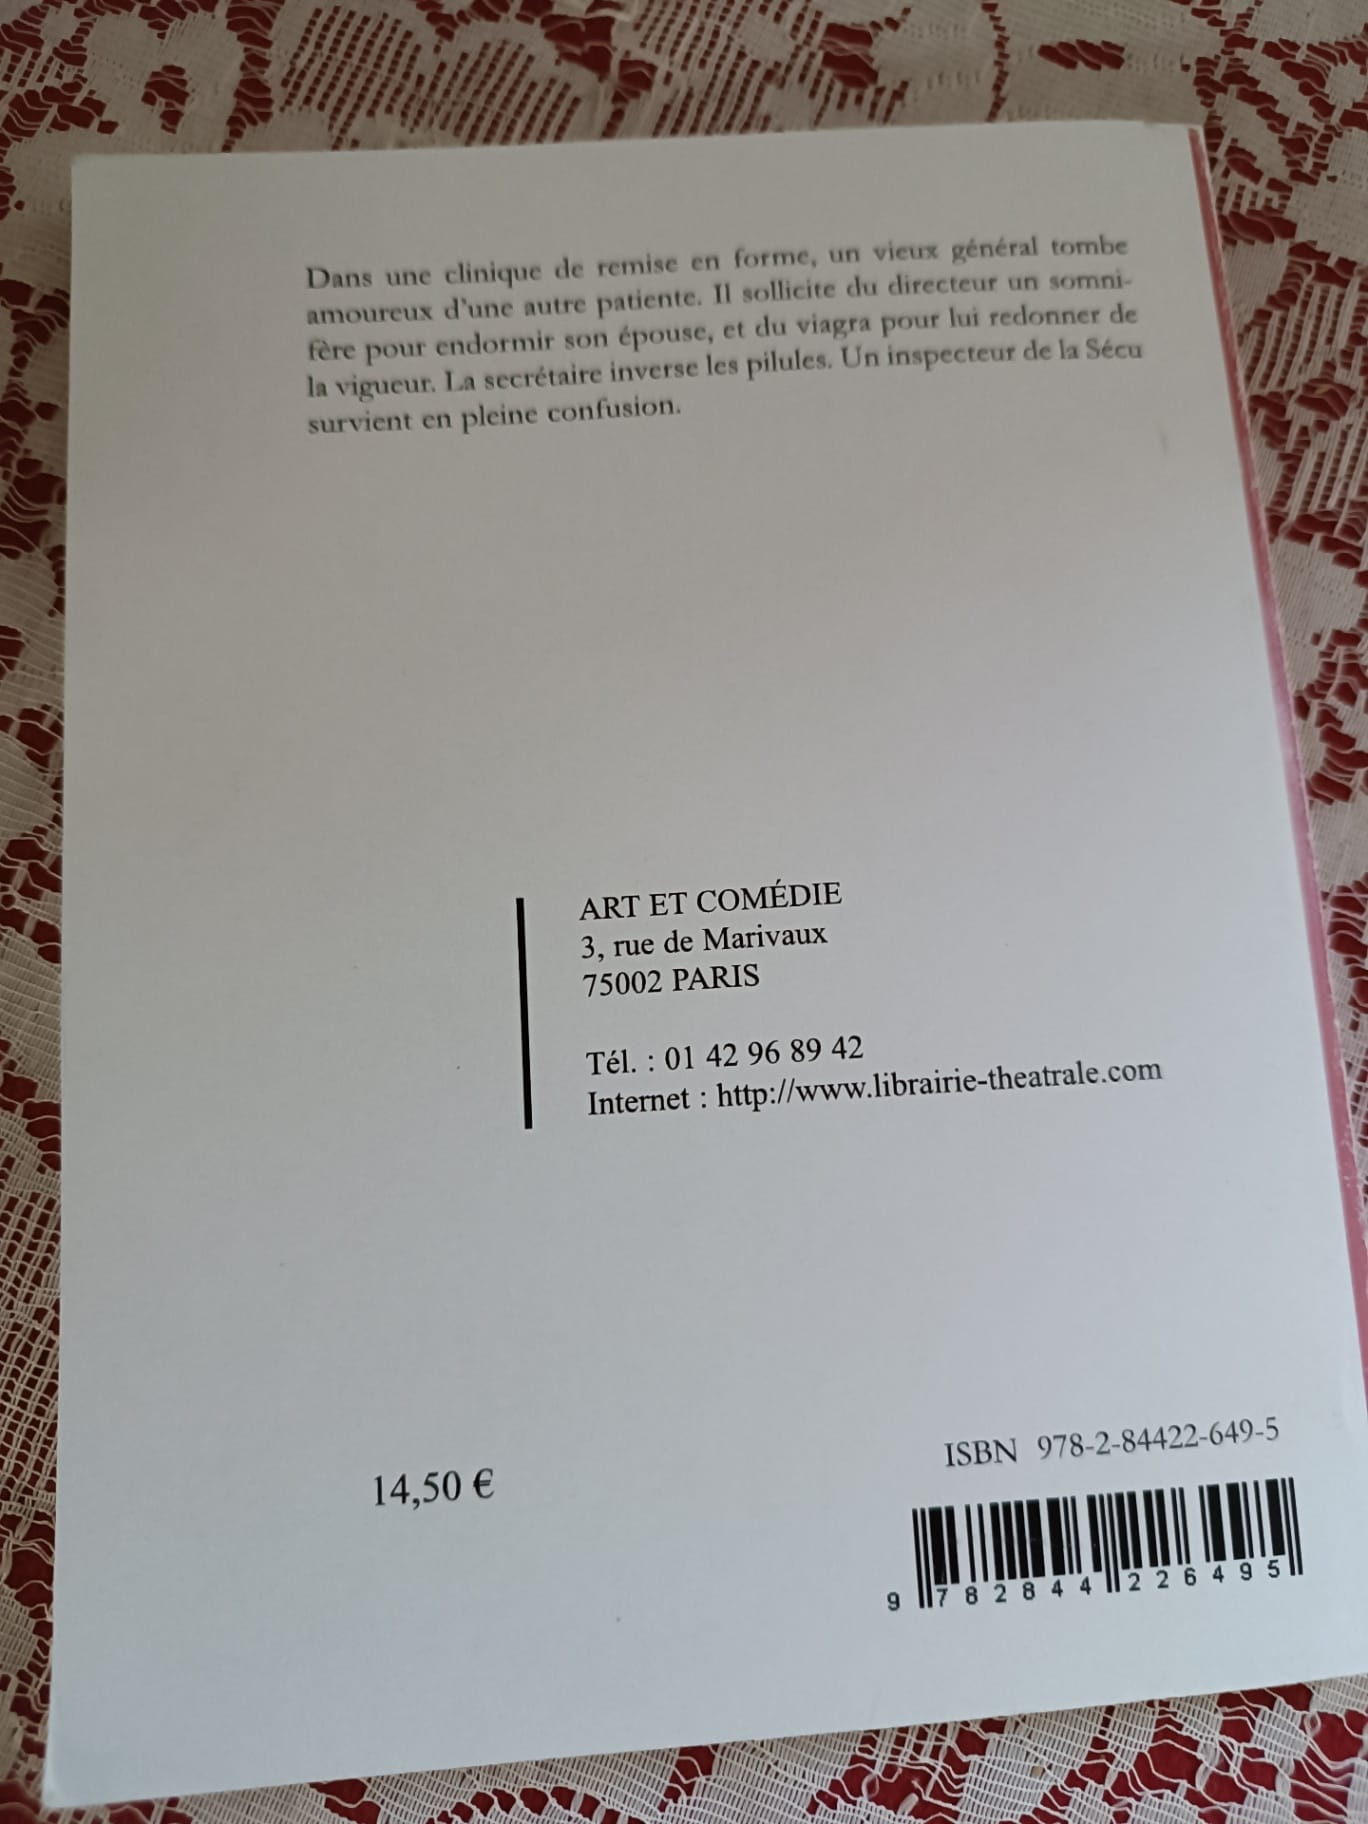 Dans une clinique de remise en forme, un vieux général tombe
amoureux d'une autre patiente. Il sollicite du directeur un somni-
fère pour endormir son épouse, et du viagra pour lui redonner de
la vigueur. La secrétaire inverse les pilules. Un inspecteur de la Sécu
survient en pleine confusion.
ART ET COMÉDIE
3, rue de Marivaux
75002 PARIS
Tél. : 01 42 96 89 42
Internet : http://www.librairie-theatrale.com
14,50 €
ISBN 978-2-84422-649-5
9 782844 226495